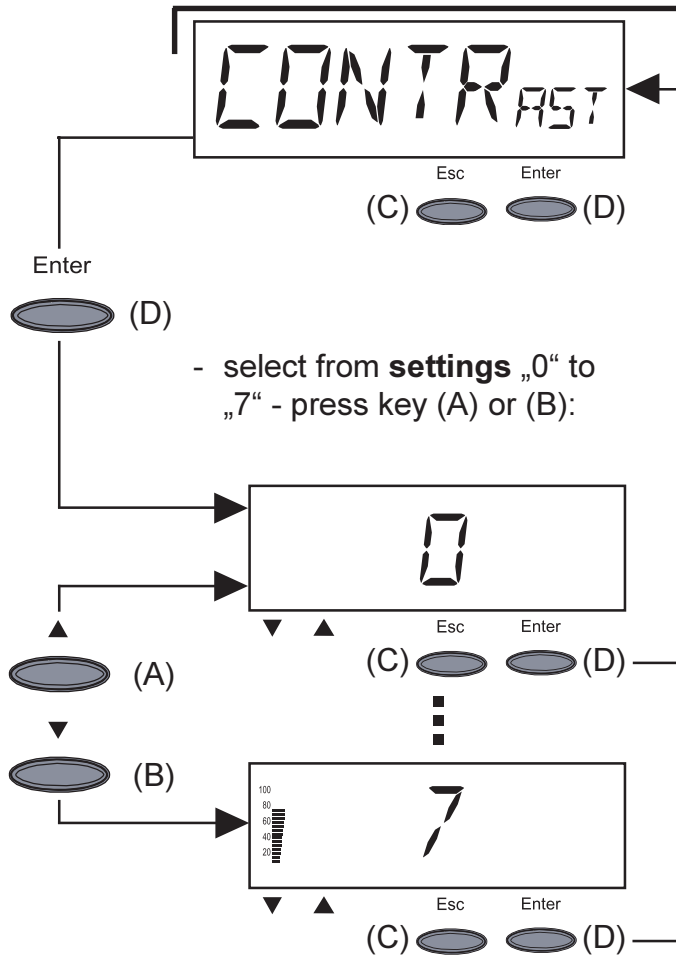 CONTRAST
Esc Enter
(C) (D)
Enter
(D)
- select from settings „0“ to
„7“ - press key (A) or (B):
0
▼ ▲ Esc Enter
(C) (D)
▲
(A)
▼
(B)
100
80
60
40
20
7
▼ ▲ Esc Enter
(C) (D)